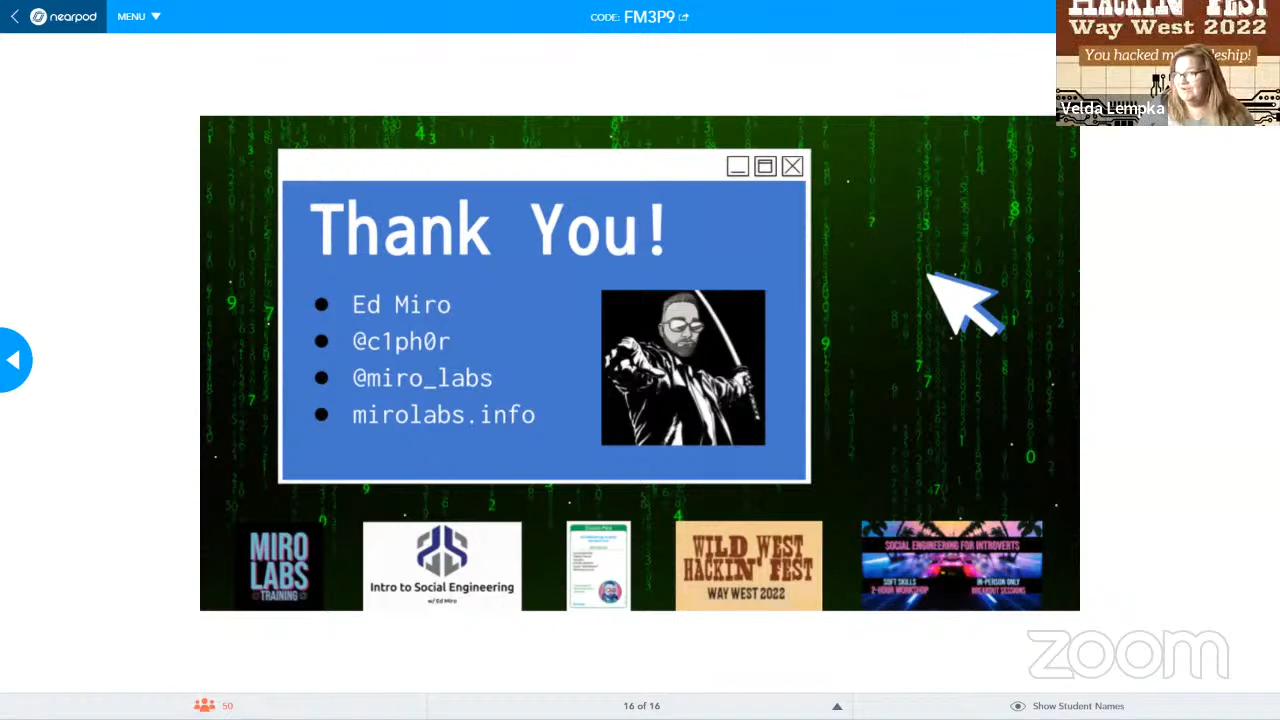 nearpod
MENU
CODE: FM3P9
HACKIN' FEST
Way West 2022
You hacked my
Velda Lempka
Thank You!
Ed Miro
@c1ph0r
@miro_labs
mirolabs.info
MIRO
LABS
TRAINING
Intro to Social Engineering
w/ Ed Miro
WILD WEST
HACKIN' FEST
WAY WEST 2022
SOCIAL ENGINEERING FOR INTROVERTS
SOFT SKILLS
2-HOUR WORKSHOP
IN-PERSON ONLY
BREAKOUT SESSIONS
zoom
50
16 of 16
Show Student Names